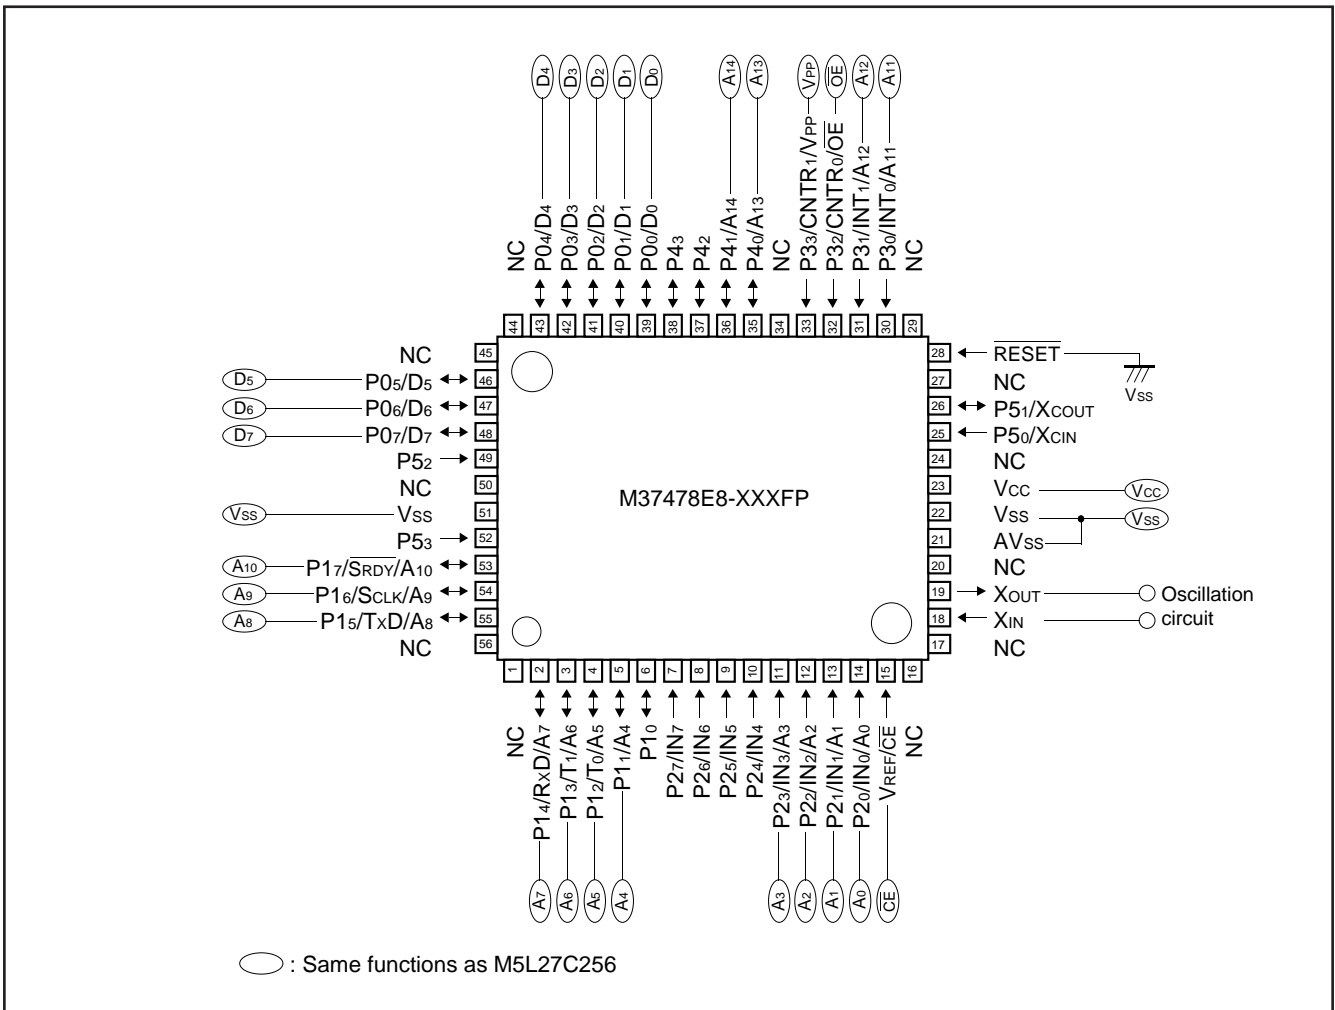 D4 D3 D2 D1 D0 A14 A13 VPP OE A12 A11
NC P04/D4 P03/D3 P02/D2 P01/D1 P00/D0 P43 P42 P41/A14 P40/A13 NC P33/CNTR1/VPP P32/CNTR0/OE P31/INT1/A12 P30/INT0/A11 NC
44 43 42 41 40 39 38 37 36 35 34 33 32 31 30 29
NC 45 28 RESET
D5 P05/D5 46 27 NC VSS
D6 P06/D6 47 26 P51/XCOUT
D7 P07/D7 48 25 P50/XCIN
P52 49 24 NC
NC 50 23 VCC VCC
M37478E8-XXXFP
VSS VSS 51 22 VSS VSS
P53 52 21 AVSS
A10 P17/SRDY/A10 53 20 NC
A9 P16/SCLK/A9 54 19 XOUT Oscillation
A8 P15/TXD/A8 55 18 XIN circuit
NC 56 17 NC
1 2 3 4 5 6 7 8 9 10 11 12 13 14 15 16
NC P14/RXD/A7 P13/T1/A6 P12/T0/A5 P11/A4 P10 P27/IN7 P26/IN6 P25/IN5 P24/IN4 P23/IN3/A3 P22/IN2/A2 P21/IN1/A1 P20/IN0/A0 VREF/CE NC
A7 A6 A5 A4 A3 A2 A1 A0 CE
: Same functions as M5L27C256